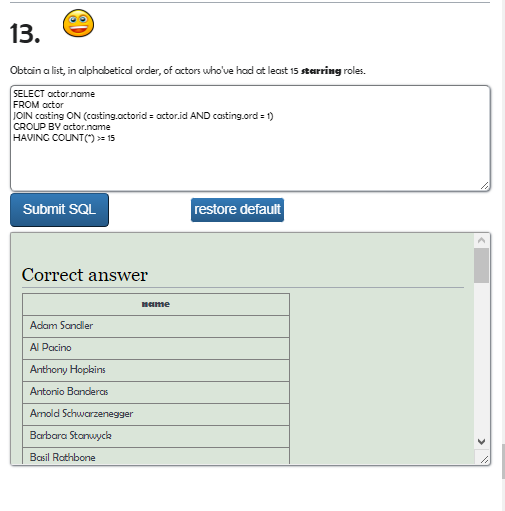 13.
Obtain a list, in alphabetical order, of actors who've had at least 15 starring roles.
SELECT actor.name
FROM actor
JOIN casting ON (casting.actorid = actor.id AND casting.ord = 1)
GROUP BY actor.name
HAVING COUNT(*) >= 15
Submit SQL restore default
Correct answer
name
Adam Sandler
Al Pacino
Anthony Hopkins
Antonio Banderas
Arnold Schwarzenegger
Barbara Stanwyck
Basil Rathbone